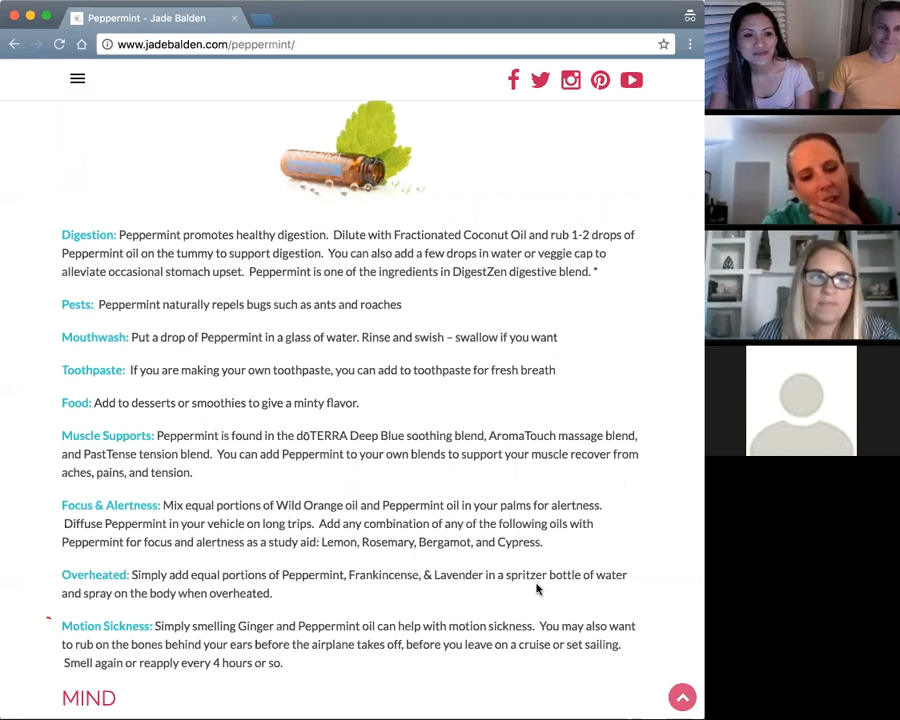 Peppermint - Jade Balden
www.jadebalden.com/peppermint/
Digestion: Peppermint promotes healthy digestion. Dilute with Fractionated Coconut Oil and rub 1-2 drops of
Peppermint oil on the tummy to support digestion. You can also add a few drops in water or veggie cap to
alleviate occasional stomach upset. Peppermint is one of the ingredients in DigestZen digestive blend. *
Pests: Peppermint naturally repels bugs such as ants and roaches
Mouthwash: Put a drop of Peppermint in a glass of water. Rinse and swish – swallow if you want
Toothpaste: If you are making your own toothpaste, you can add to toothpaste for fresh breath
Food: Add to desserts or smoothies to give a minty flavor.
Muscle Supports: Peppermint is found in the dōTERRA Deep Blue soothing blend, AromaTouch massage blend,
and PastTense tension blend. You can add Peppermint to your own blends to support your muscle recover from
aches, pains, and tension.
Focus & Alertness: Mix equal portions of Wild Orange oil and Peppermint oil in your palms for alertness.
Diffuse Peppermint in your vehicle on long trips. Add any combination of any of the following oils with
Peppermint for focus and alertness as a study aid: Lemon, Rosemary, Bergamot, and Cypress.
Overheated: Simply add equal portions of Peppermint, Frankincense, & Lavender in a spritzer bottle of water
and spray on the body when overheated.
Motion Sickness: Simply smelling Ginger and Peppermint oil can help with motion sickness. You may also want
to rub on the bones behind your ears before the airplane takes off, before you leave on a cruise or set sailing.
Smell again or reapply every 4 hours or so.
MIND